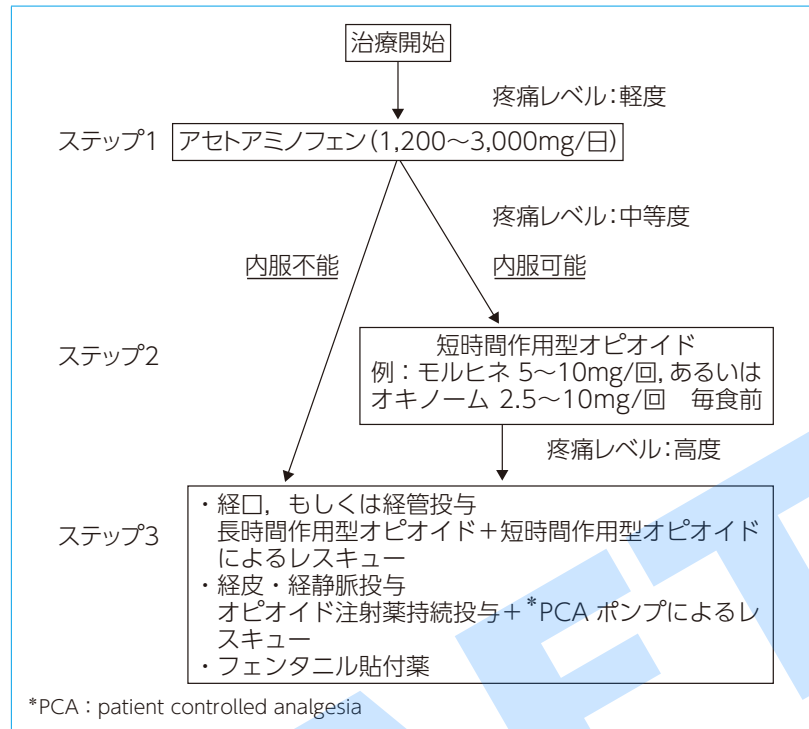 治療開始
疼痛レベル：軽度
ステップ1
アセトアミノフェン（1,200〜3,000mg/日）
疼痛レベル：中等度
内服不能
内服可能
ステップ2
短時間作用型オピオイド
例：モルヒネ 5〜10mg/回，あるいは
オキノーム 2.5〜10mg/回　毎食前
疼痛レベル：高度
ステップ3
・経口，もしくは経管投与
長時間作用型オピオイド＋短時間作用型オピオイド
によるレスキュー
・経皮・経静脈投与
オピオイド注射薬持続投与＋*PCA ポンプによるレ
スキュー
・フェンタニル貼付薬
*PCA：patient controlled analgesia